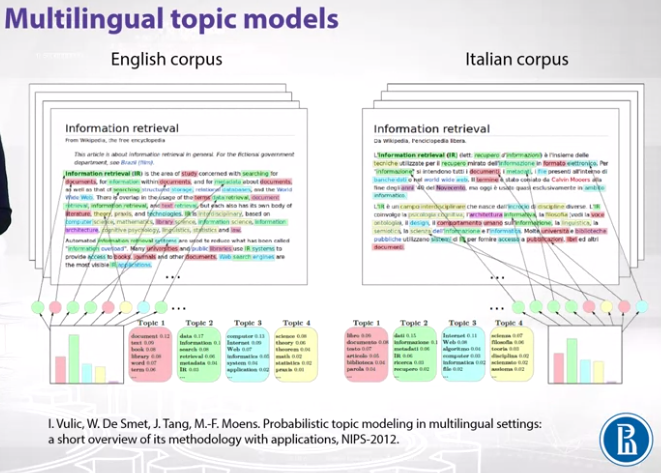 Multilingual topic models
English corpus
Italian corpus
Information retrieval
From Wikipedia, the free encyclopedia
This article is about information retrieval in general. For the fictional government
department, see Brazil (film).
Information retrieval (IR) is the area of study concerned with searching for
documents, for information within documents, and for metadata about documents,
as well as that of searching structured storage, relational databases, and the World
Wide Web. There is overlap in the usage of the terms data retrieval, document
retrieval, information retrieval, and text retrieval, but each also has its own body of
literature, theory, praxis, and technologies. IR is interdisciplinary, based on
computer science, mathematics, library science, information science, information
architecture, cognitive psychology, linguistics, statistics and law.
Automated information retrieval systems are used to reduce what has been called
"information overload". Many universities and public libraries use IR systems to
provide access to books, journals and other documents. Web search engines are
the most visible IR applications.
Information retrieval
Da Wikipedia, l'enciclopedia libera.
L'information retrieval (IR) (lett. recupero d'informazioni) è l'insieme delle
tecniche utilizzate per il recupero mirato dell'informazione in formato elettronico. Per
"informazione" si intendono tutti i documenti, i metadati, i file presenti all'interno di
banche dati o nel world wide web. Il termine è stato coniato da Calvin Mooers alla
fine degli anni '40 del Novecento, ma oggi è usato quasi esclusivamente in ambito
informatico.
L'IR è un campo interdisciplinare che nasce dall'incrocio di discipline diverse. L'IR
coinvolge la psicologia cognitiva, l'architettura informativa, la filosofia (vedi la voce
ontologia), il design, il comportamento umano sull'informazione, la linguistica, la
semiotica, la scienza dell'informazione e l'informatica. Molte università e biblioteche
pubbliche utilizzano sistemi di IR per fornire accesso a pubblicazioni, libri ed altri
documenti.
... ...
... ...
Topic 1 Topic 2 Topic 3 Topic 4
document 0.12 data 0.17 computer 0.13 science 0.08
text 0.09 information 0.1 Internet 0.09 theory 0.06
book 0.08 search 0.08 Web 0.07 theorem 0.04
library 0.08 retrieval 0.08 information 0.05 math 0.02
word 0.07 metadata 0.04 system 0.04 statistics 0.02
term 0.06 IR 0.03 application 0.02 praxis 0.01
... ... ... ...
Topic 1 Topic 2 Topic 3 Topic 4
libro 0.09 dati 0.15 Internet 0.11 scienza 0.07
documento 0.08 informazione 0.1 Web 0.08 filosofia 0.06
testo 0.07 metadati 0.08 algoritmo 0.04 teoria 0.05
articolo 0.05 IR 0.06 computer 0.03 disciplina 0.02
biblioteca 0.04 ricerca 0.03 informatica 0.02
parola 0.04 recupero 0.02 file 0.02 assioma 0.02
... ... ... ...
I. Vulic, W. De Smet, J. Tang, M.-F. Moens. Probabilistic topic modeling in multilingual settings:
a short overview of its methodology with applications, NIPS-2012.